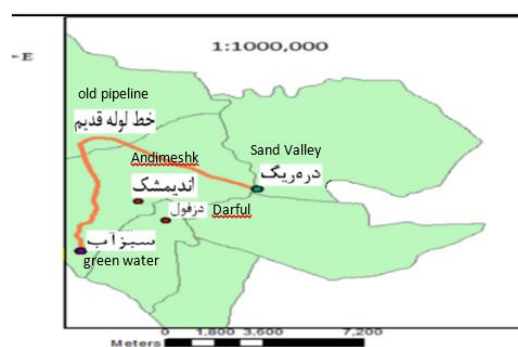 1:1000,000
E
old pipeline
خط لوله قدیم
Sand Valley
Andimeshk
دره‌ریگ
اندیمشک
دزفول
Darful
سبزآب
green water
0 1,800 3,600 7,200
Meters